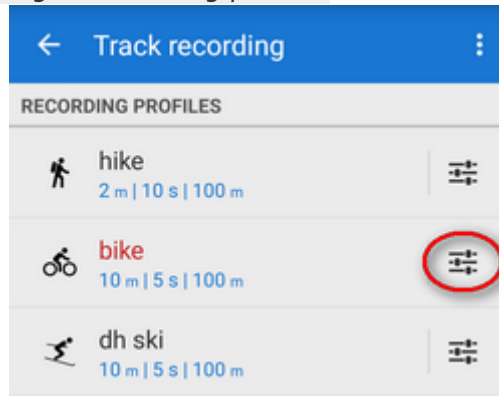 Track recording
RECORDING PROFILES
hike
2 m | 10 s | 100 m
bike
10 m | 5 s | 100 m
dh ski
10 m | 5 s | 100 m